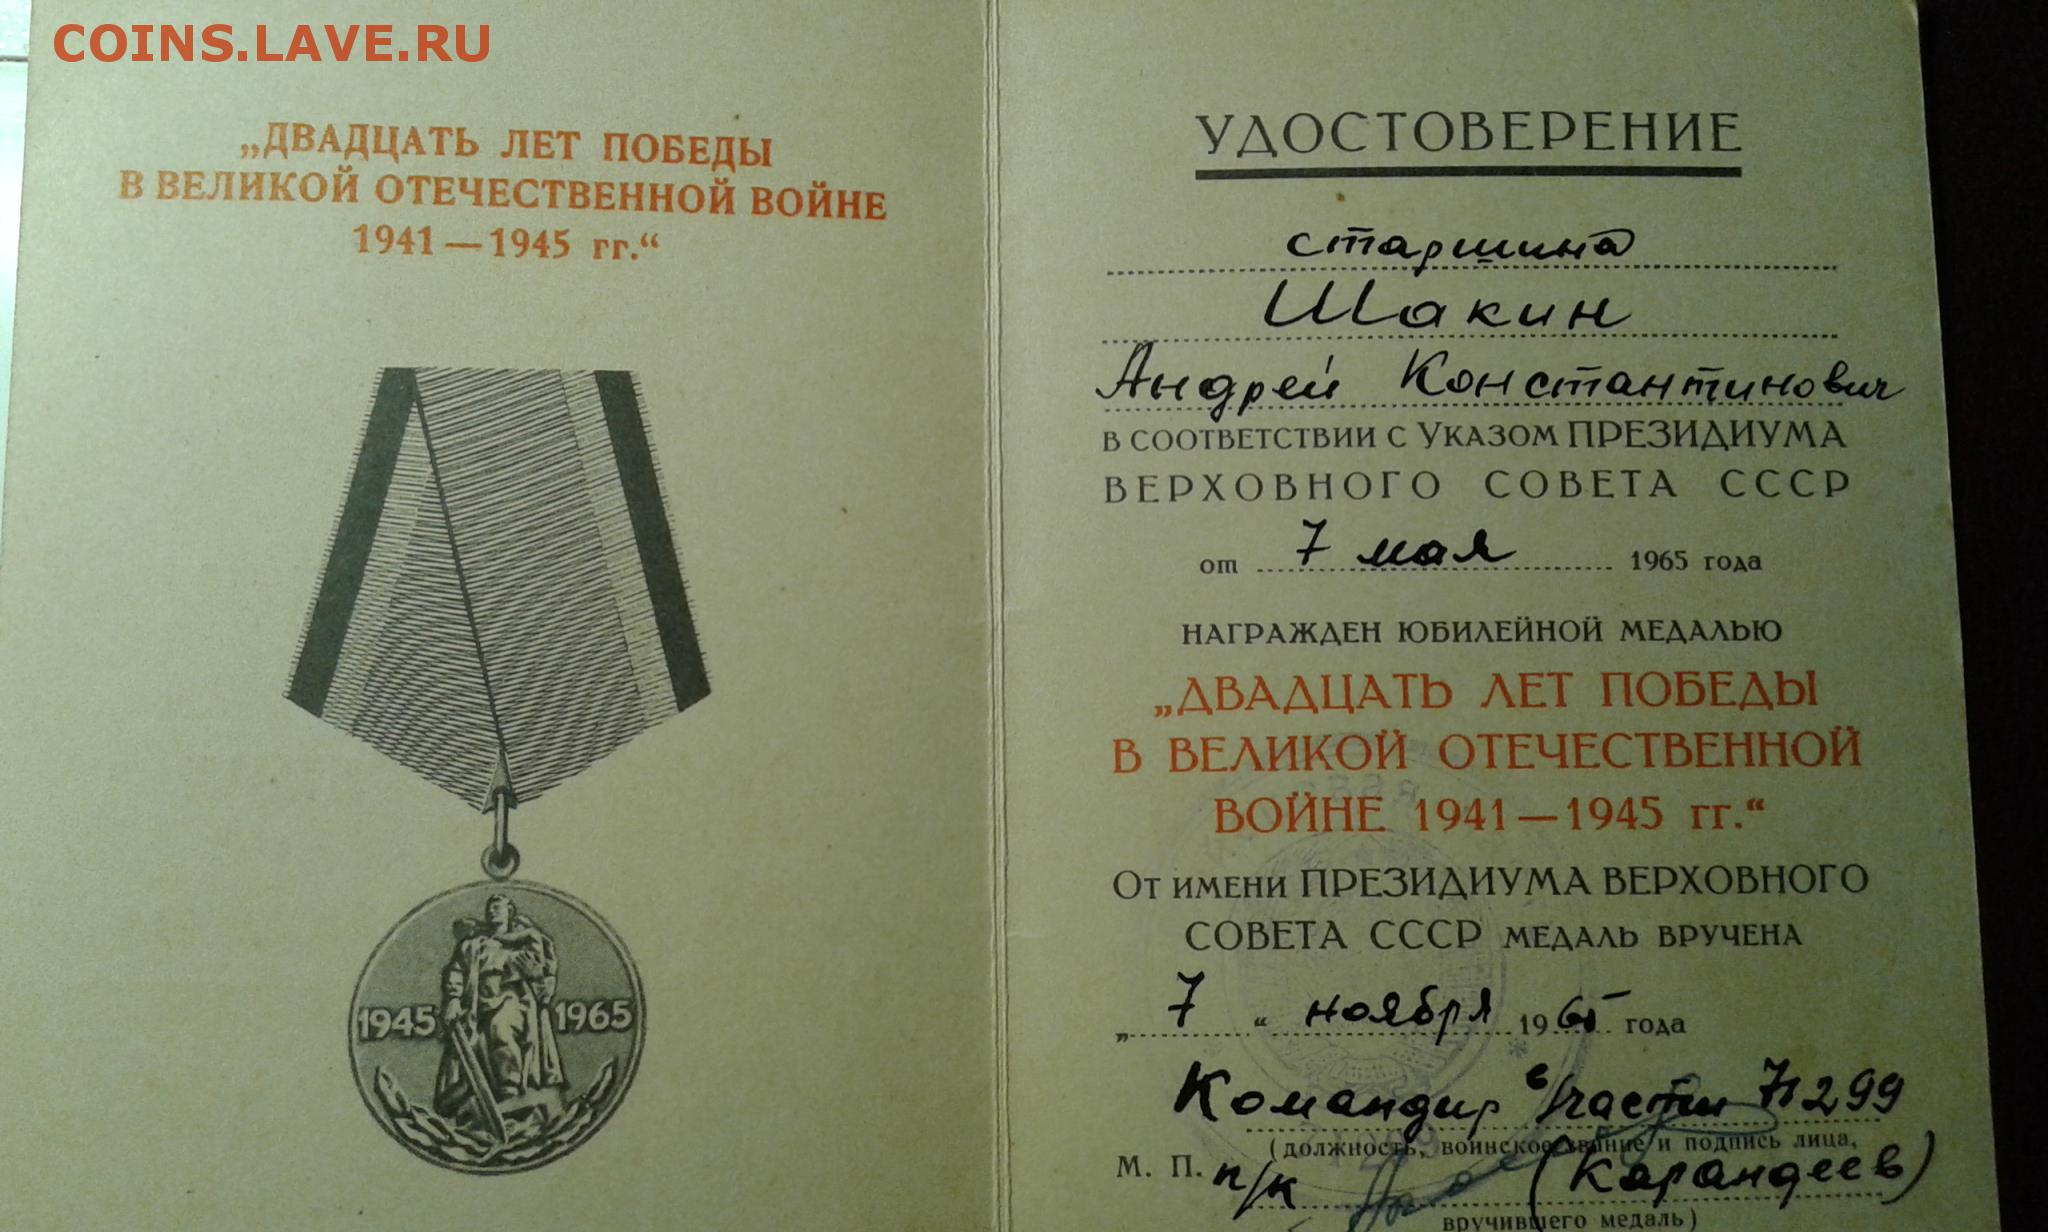 COINS.LAVE.RU
„ДВАДЦАТЬ ЛЕТ ПОБЕДЫ
В ВЕЛИКОЙ ОТЕЧЕСТВЕННОЙ ВОЙНЕ
1941—1945 гг.“
1945 1965
УДОСТОВЕРЕНИЕ
старшина
Шакин
Андрей Константинович
В СООТВЕТСТВИИ С УКАЗОМ ПРЕЗИДИУМА
ВЕРХОВНОГО СОВЕТА СССР
от 7 мая 1965 года
НАГРАЖДЕН ЮБИЛЕЙНОЙ МЕДАЛЬЮ
„ДВАДЦАТЬ ЛЕТ ПОБЕДЫ
В ВЕЛИКОЙ ОТЕЧЕСТВЕННОЙ
ВОЙНЕ 1941—1945 гг.“
ОТ ИМЕНИ ПРЕЗИДИУМА ВЕРХОВНОГО
СОВЕТА СССР МЕДАЛЬ ВРУЧЕНА
„7“ ноября 1965 года
Командир в/части 71299
(должность, воинское звание и подпись лица,
М. П. п/к (Карандеев)
вручившего медаль)